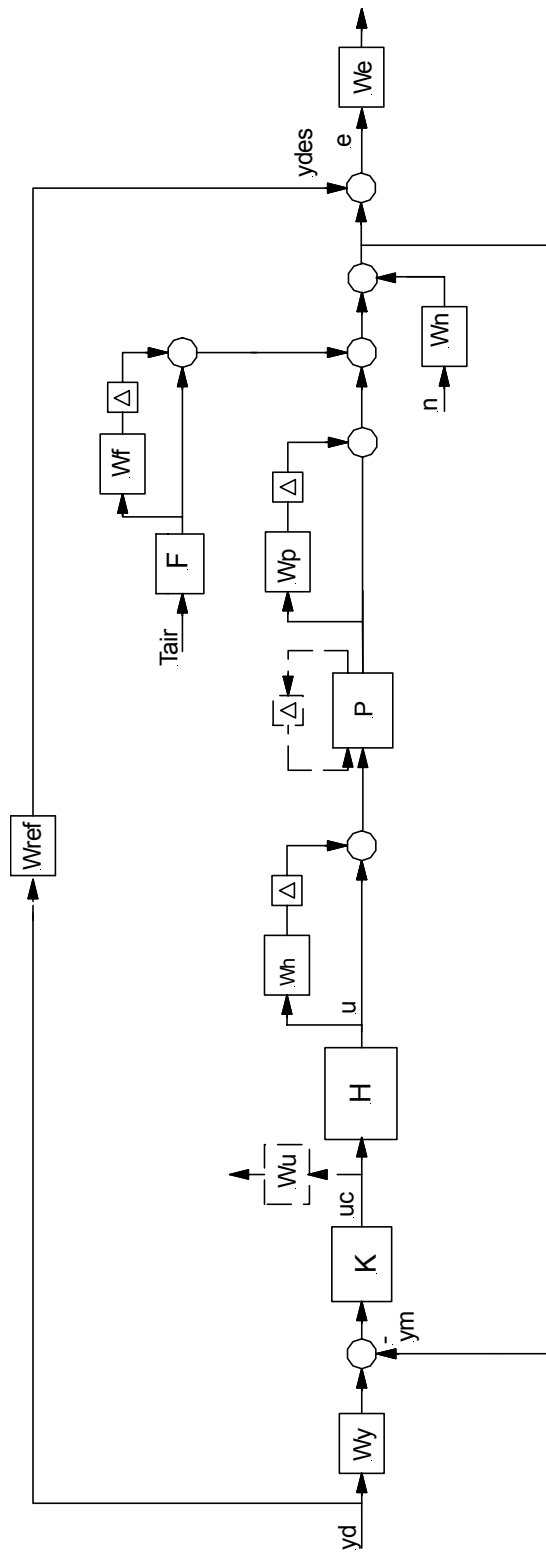 yd
Wy
-
ym
K
uc
Wu
H
u
Wh
Δ
P
Δ
Wp
Δ
Tair
F
Wf
Δ
n
Wn
Wref
ydes
e
We